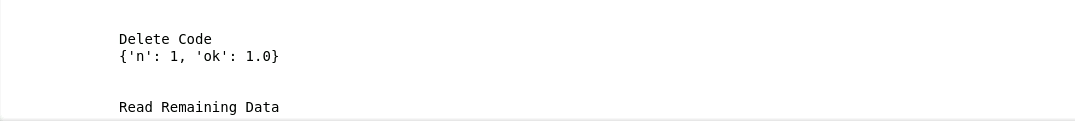 Delete Code
{'n': 1, 'ok': 1.0}
Read Remaining Data